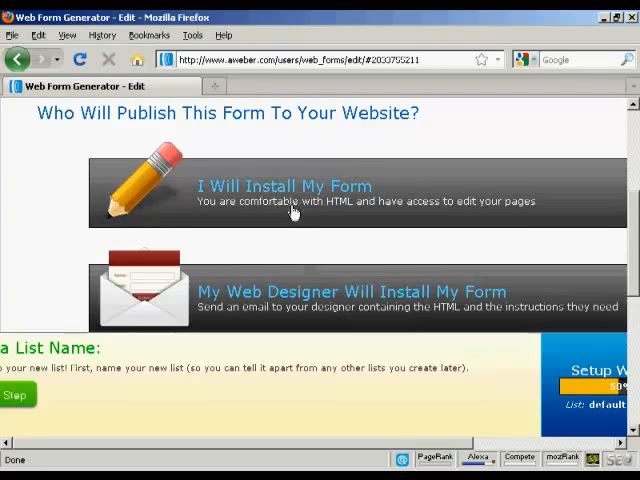 Web Form Generator - Edit - Mozilla Firefox
File Edit View History Bookmarks Tools Help
http://www.aweber.com/users/web_forms/edit/#2033755211
Google
Web Form Generator - Edit
Who Will Publish This Form To Your Website?
I Will Install My Form
You are comfortable with HTML and have access to edit your pages
My Web Designer Will Install My Form
Send an email to your designer containing the HTML and the instructions they need
a List Name:
o your new list! First, name your new list (so you can tell it apart from any other lists you create later).
Step
Setup W
50%
List: default
Done
PageRank Alexa Compete mozRank